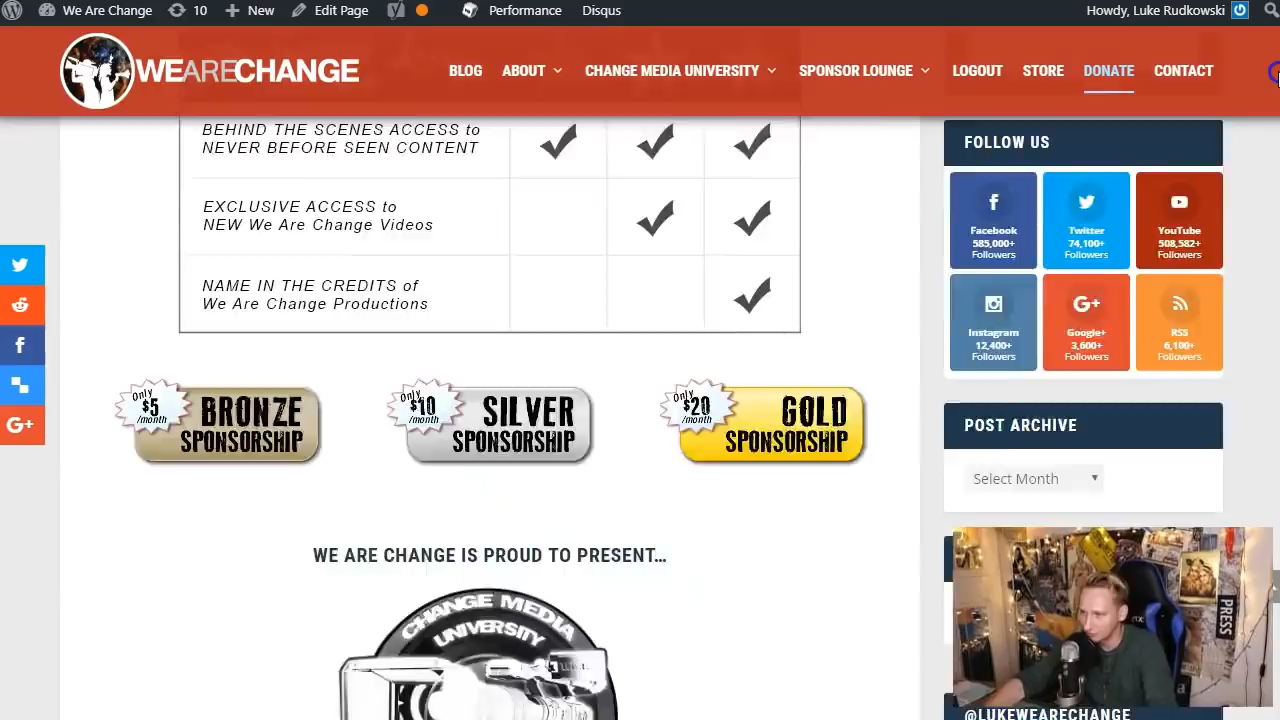 We Are Change 10 New Edit Page Performance Disqus Howdy, Luke Rudkowski
WEARECHANGE BLOG ABOUT CHANGE MEDIA UNIVERSITY SPONSOR LOUNGE LOGOUT STORE DONATE CONTACT
BEHIND THE SCENES ACCESS to
NEVER BEFORE SEEN CONTENT
EXCLUSIVE ACCESS to
NEW We Are Change Videos
NAME IN THE CREDITS of
We Are Change Productions
Only
$5
/month
BRONZE
SPONSORSHIP
Only
$10
/month
SILVER
SPONSORSHIP
Only
$20
/month
GOLD
SPONSORSHIP
WE ARE CHANGE IS PROUD TO PRESENT…
CHANGE MEDIA
UNIVERSITY
FOLLOW US
Facebook
585,000+
Followers
Twitter
74,100+
Followers
YouTube
508,582+
Followers
Instagram
12,400+
Followers
G+
Google+
3,600+
Followers
RSS
6,100+
Followers
POST ARCHIVE
Select Month
PRESS
@LUKEWEARECHANGE
G+